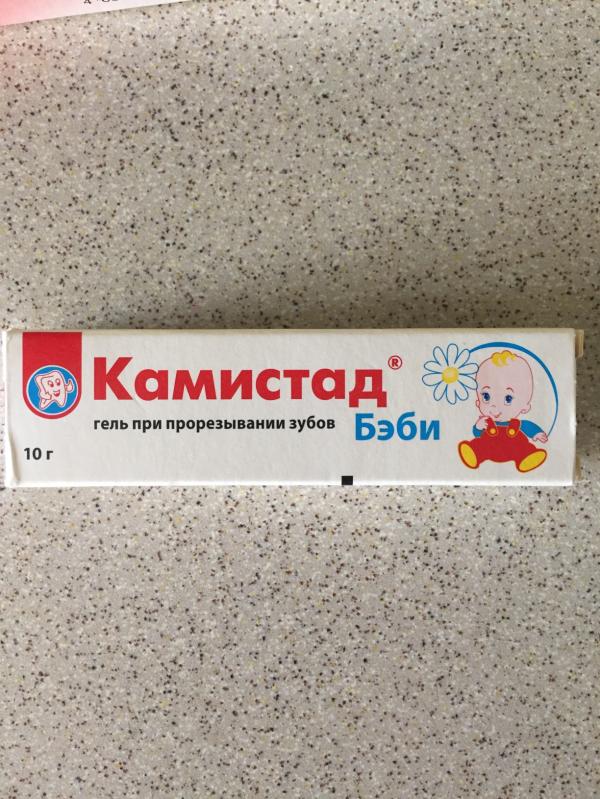 Камистад®
гель при прорезывании зубов Бэби
10 г